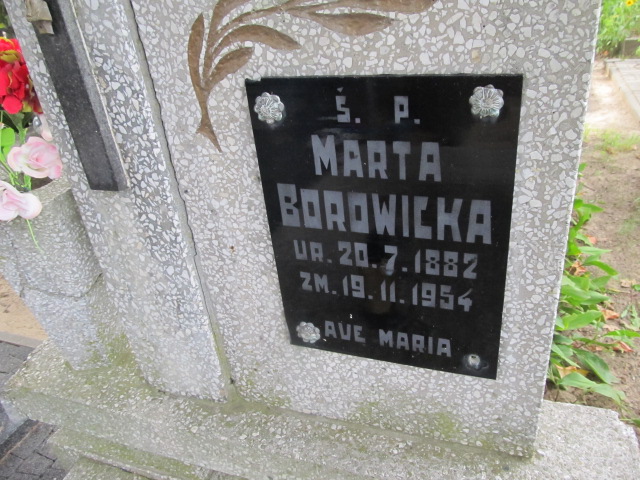 Ś. P.
MARTA
BOROWICKA
UR. 20.7.1882
ZM. 19.11.1954
AVE MARIA